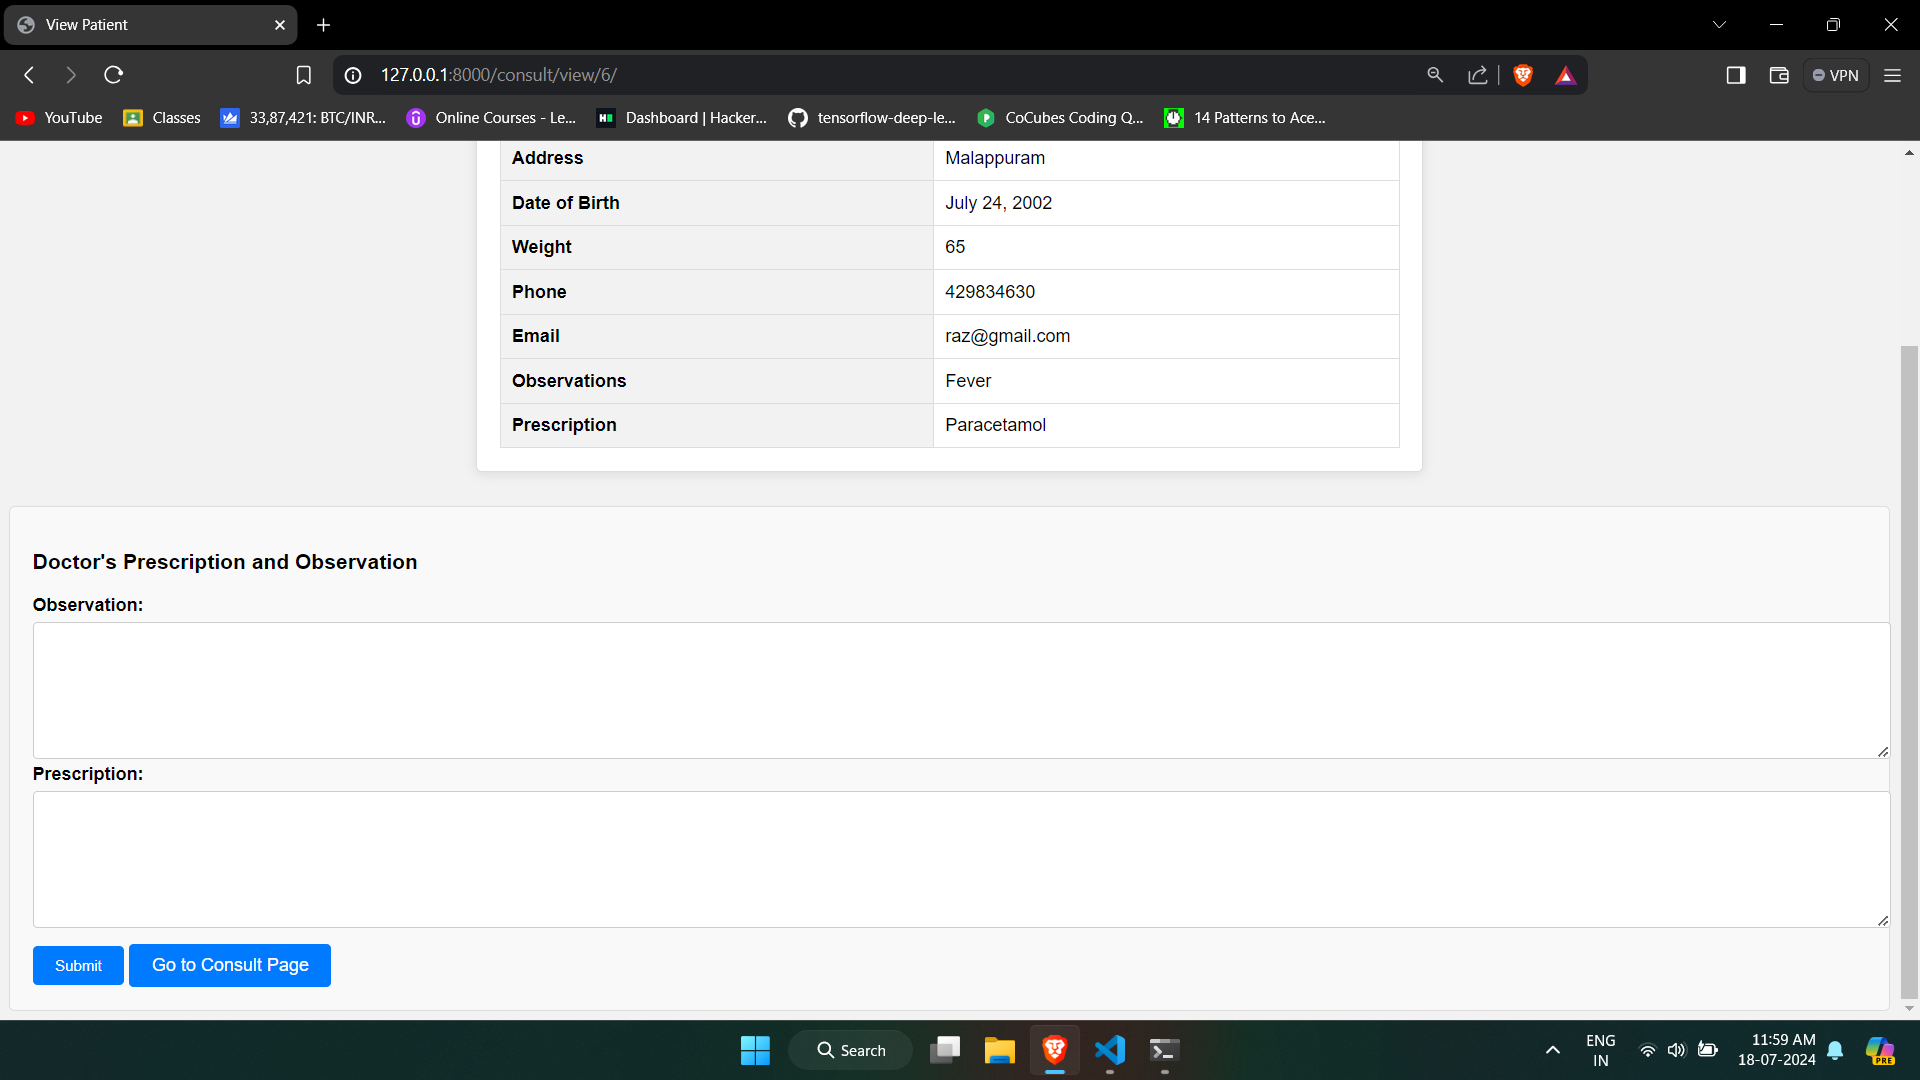 View Patient
127.0.0.1:8000/consult/view/6/
VPN
YouTube
Classes
33,87,421: BTC/INR...
Online Courses - Le...
Dashboard | Hacker...
tensorflow-deep-le...
CoCubes Coding Q...
14 Patterns to Ace...
Address Malappuram
Date of Birth July 24, 2002
Weight 65
Phone 429834630
Email raz@gmail.com
Observations Fever
Prescription Paracetamol
Doctor's Prescription and Observation
Observation:
Prescription:
Submit Go to Consult Page
Search
ENG
IN
11:59 AM
18-07-2024
PRE